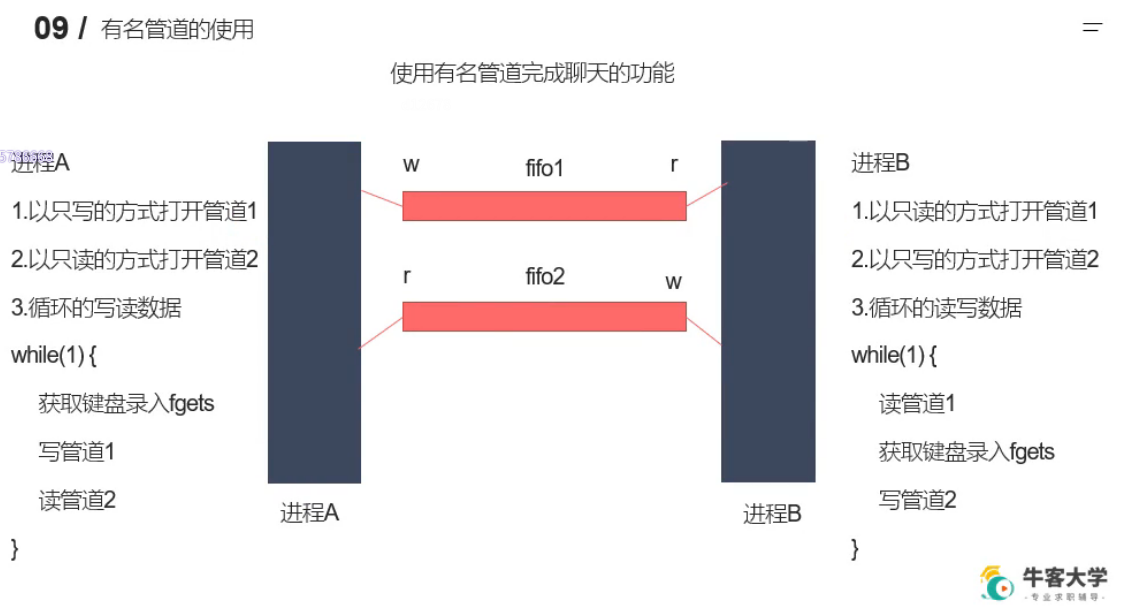 09 / 有名管道的使用
使用有名管道完成聊天的功能
进程A
1.以只写的方式打开管道1
2.以只读的方式打开管道2
3.循环的写读数据
while(1) {
获取键盘录入fgets
写管道1
读管道2
}
w
fifo1
r
r
fifo2
w
进程A
进程B
进程B
1.以只读的方式打开管道1
2.以只写的方式打开管道2
3.循环的读写数据
while(1) {
读管道1
获取键盘录入fgets
写管道2
}
牛客大学
·专业求职辅导·